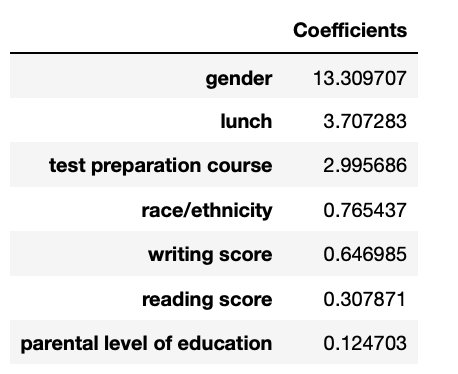 Coefficients
gender 13.309707
lunch 3.707283
test preparation course 2.995686
race/ethnicity 0.765437
writing score 0.646985
reading score 0.307871
parental level of education 0.124703